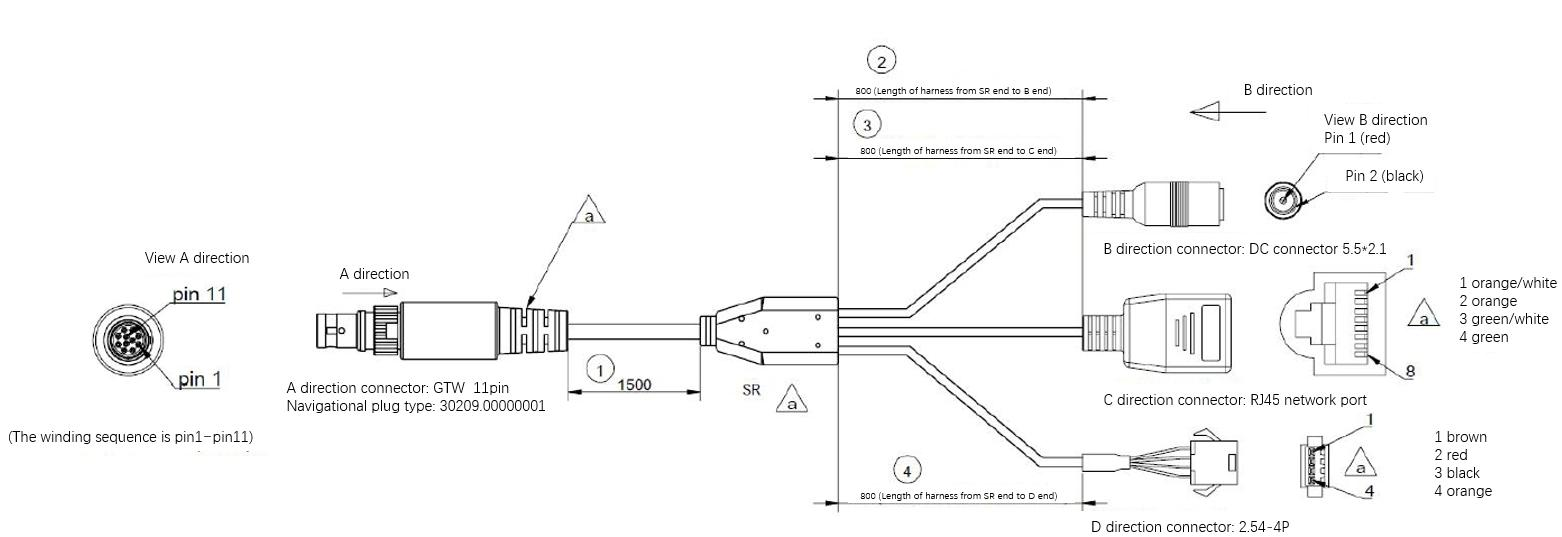 2
800 (Length of harness from SR end to B end)
B direction
3
800 (Length of harness from SR end to C end)
View B direction
Pin 1 (red)
Pin 2 (black)
a
B direction connector: DC connector 5.5*2.1
View A direction
A direction
pin 11
pin 1
1
8
a
1 orange/white
2 orange
3 green/white
4 green
1
1500
SR
a
A direction connector: GTW 11pin
Navigational plug type: 30209.00000001
C direction connector: RJ45 network port
(The winding sequence is pin1-pin11)
1
4
a
1 brown
2 red
3 black
4 orange
4
800 (Length of harness from SR end to D end)
D direction connector: 2.54-4P